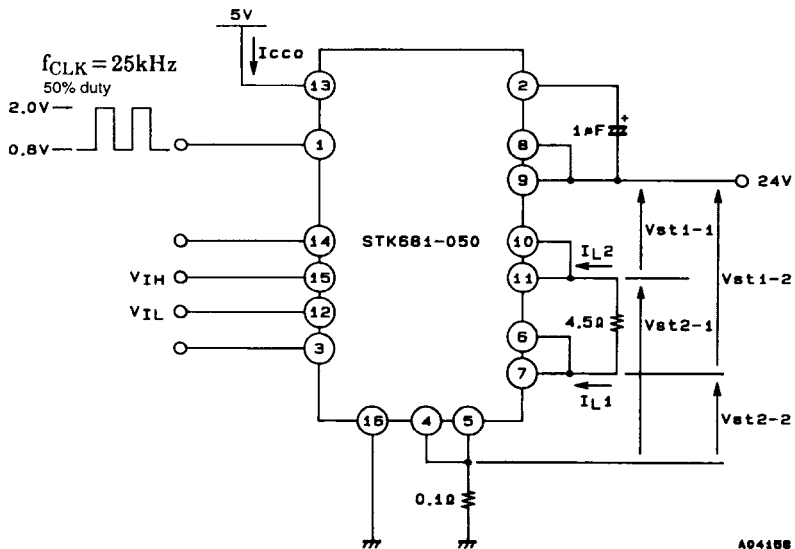 5V
Icco
fCLK = 25kHz
50% duty
13
2
2.0V
1µF
+
0.8V
1
8
9
24V
14
STK681-050
10
IL2
Vst1-1
VIH
15
11
Vst1-2
VIL
12
4.5Ω
Vst2-1
3
6
7
IL1
16
4
5
Vst2-2
0.1Ω
A04156